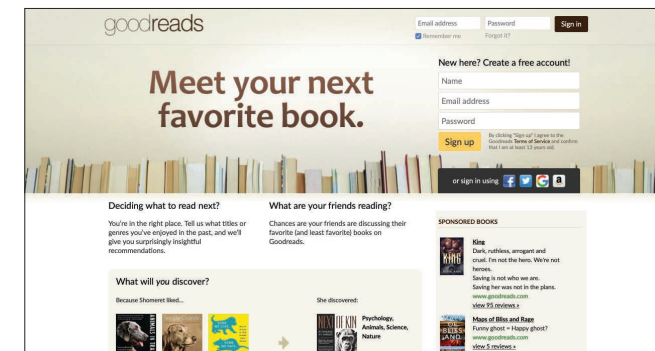 goodreads
Email address
Password
Sign in
Remember me
Forgot it?
Meet your next
favorite book.
New here? Create a free account!
Name
Email address
Password
Sign up
By clicking "Sign up" I agree to the
Goodreads Terms of Service and confirm
that I am at least 13 years old.
or sign in using
Deciding what to read next?
You're in the right place. Tell us what titles or
genres you've enjoyed in the past, and we'll
give you surprisingly insightful
recommendations.
What are your friends reading?
Chances are your friends are discussing their
favorite (and least favorite) books on
Goodreads.
SPONSORED BOOKS
King
Dark, ruthless, arrogant and
cruel. I'm not the hero. We're not
heroes.
Saving is not who we are.
Saving her was not in the plans.
www.goodreads.com
view 95 reviews »
Maps of Bliss and Rage
Funny ghost = Happy ghost?
www.goodreads.com
view 5 reviews »
What will you discover?
Because Shomeret liked...
She discovered:
NEXT OF KIN
Psychology,
Animals, Science,
Nature
KING